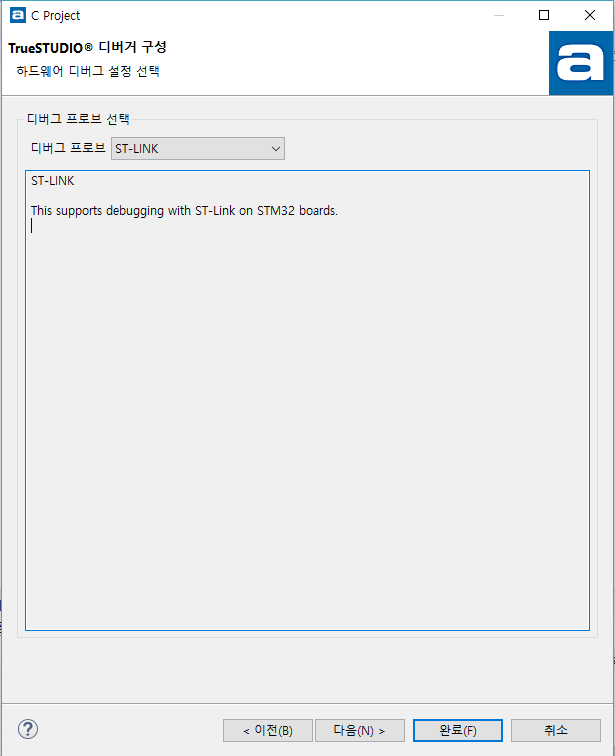 C Project
TrueSTUDIO® 디버거 구성
하드웨어 디버그 설정 선택
a
디버그 프로브 선택
디버그 프로브 ST-LINK
ST-LINK
This supports debugging with ST-Link on STM32 boards.
? < 이전(B) 다음(N) > 완료(F) 취소